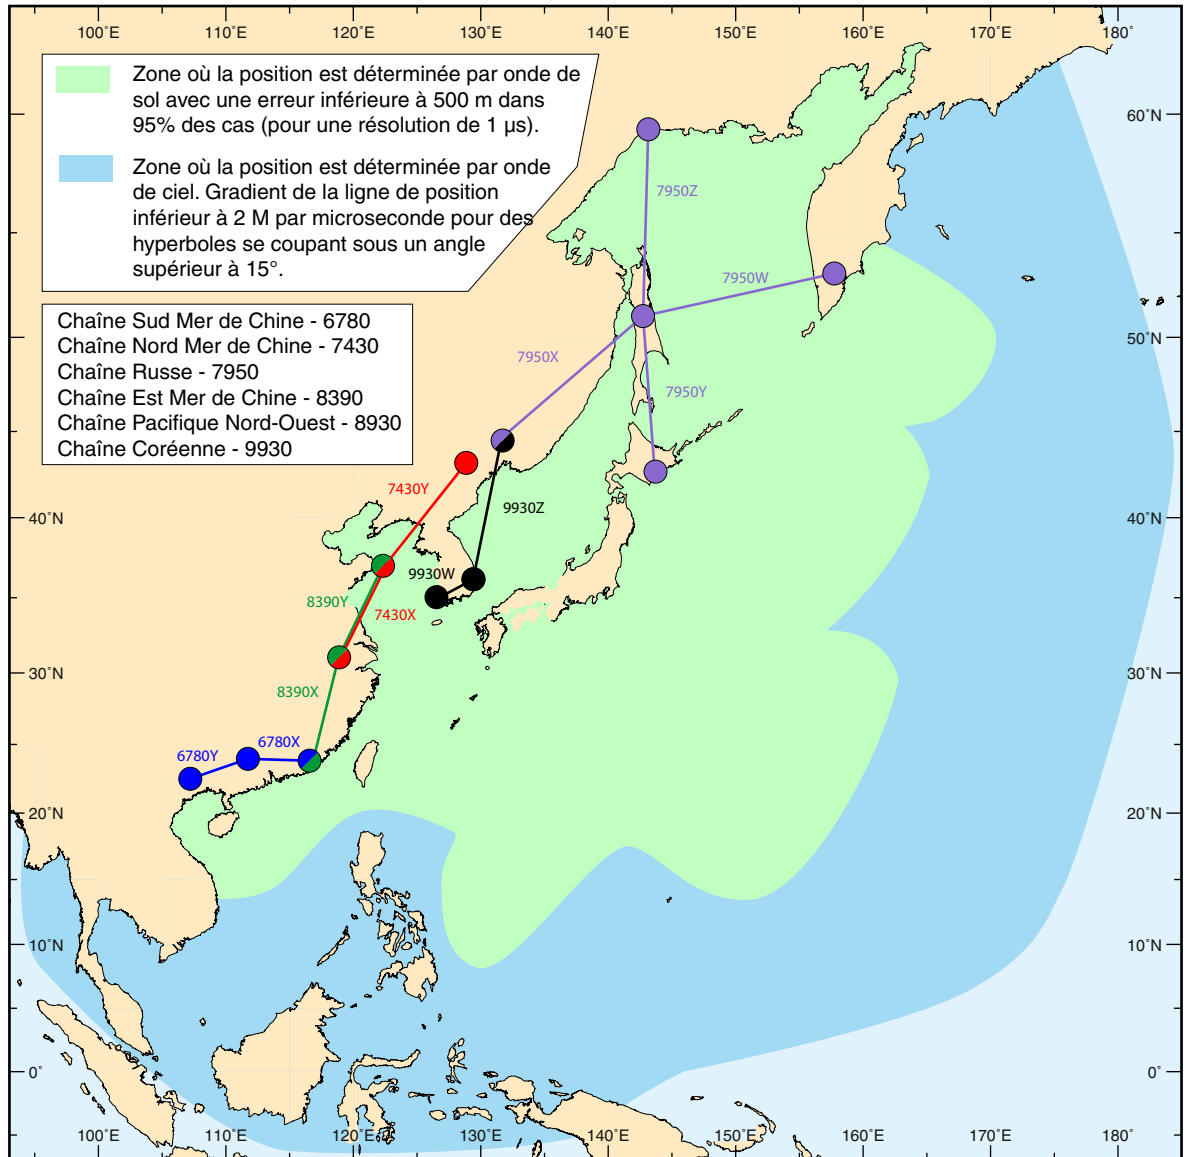 100°E 110°E 120°E 130°E 140°E 150°E 160°E 170°E 180°
Zone où la position est déterminée par onde de
sol avec une erreur inférieure à 500 m dans
95% des cas (pour une résolution de 1 µs).
Zone où la position est déterminée par onde
de ciel. Gradient de la ligne de position
inférieur à 2 M par microseconde pour des
hyperboles se coupant sous un angle
supérieur à 15°.
60°N
7950Z
7950W
Chaîne Sud Mer de Chine - 6780
Chaîne Nord Mer de Chine - 7430
Chaîne Russe - 7950
Chaîne Est Mer de Chine - 8390
Chaîne Pacifique Nord-Ouest - 8930
Chaîne Coréenne - 9930
50°N
7950X
7950Y
7430Y
9930Z
40°N 40°N
9930W
8390Y
7430X
30°N 30°N
8390X
6780X
6780Y
20°N 20°N
10°N 10°N
0° 0°
100°E 110°E 120°E 130°E 140°E 150°E 160°E 170°E 180°